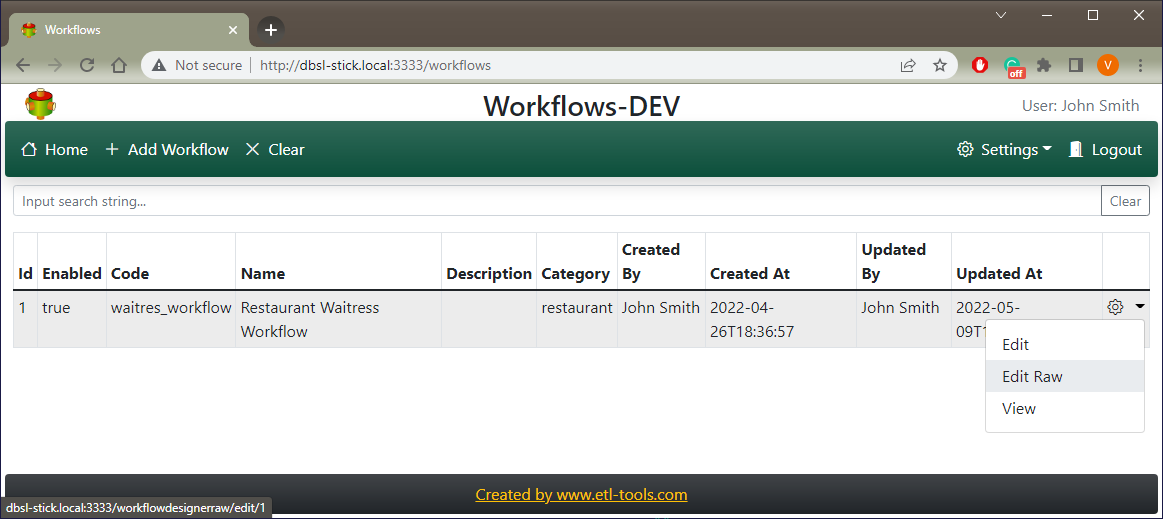 Workflows
Not secure | http://dbsl-stick.local:3333/workflows
off
V
Workflows-DEV
User: John Smith
Home Add Workflow Clear
Settings Logout
Input search string...
Clear
Id Enabled Code Name Description Category Created By Created At Updated By Updated At
1 true waitres_workflow Restaurant Waitress Workflow restaurant John Smith 2022-04-26T18:36:57 John Smith 2022-05-
Edit
Edit Raw
View
Created by www.etl-tools.com
dbsl-stick.local:3333/workflowdesignerraw/edit/1